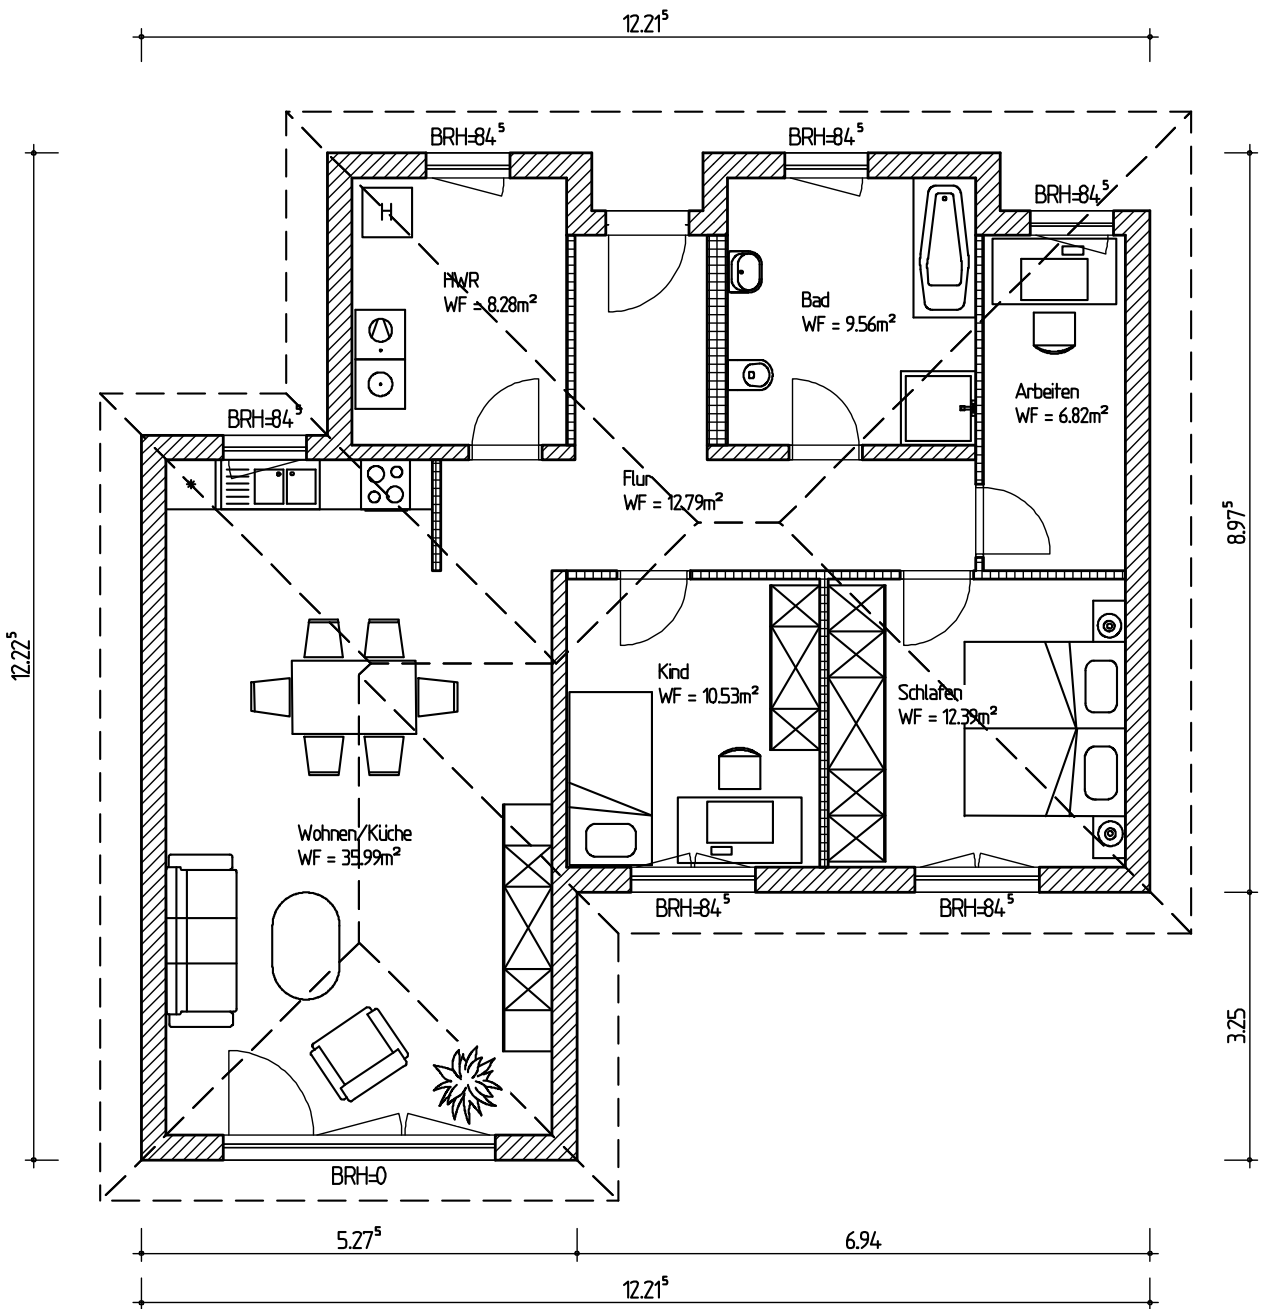 12.21⁵
BRH=84⁵
BRH=84⁵
BRH=84⁵
H
HWR
WF = 8.28m²
Bad
WF = 9.56m²
Arbeiten
WF = 6.82m²
BRH=84⁵
Flur
WF = 12.79m²
8.97⁵
12.22⁵
Kind
WF = 10.53m²
Schlafen
WF = 12.39m²
Wohnen/Küche
WF = 35.99m²
BRH=84⁵
BRH=84⁵
3.25
BRH=0
5.27⁵
6.94
12.21⁵